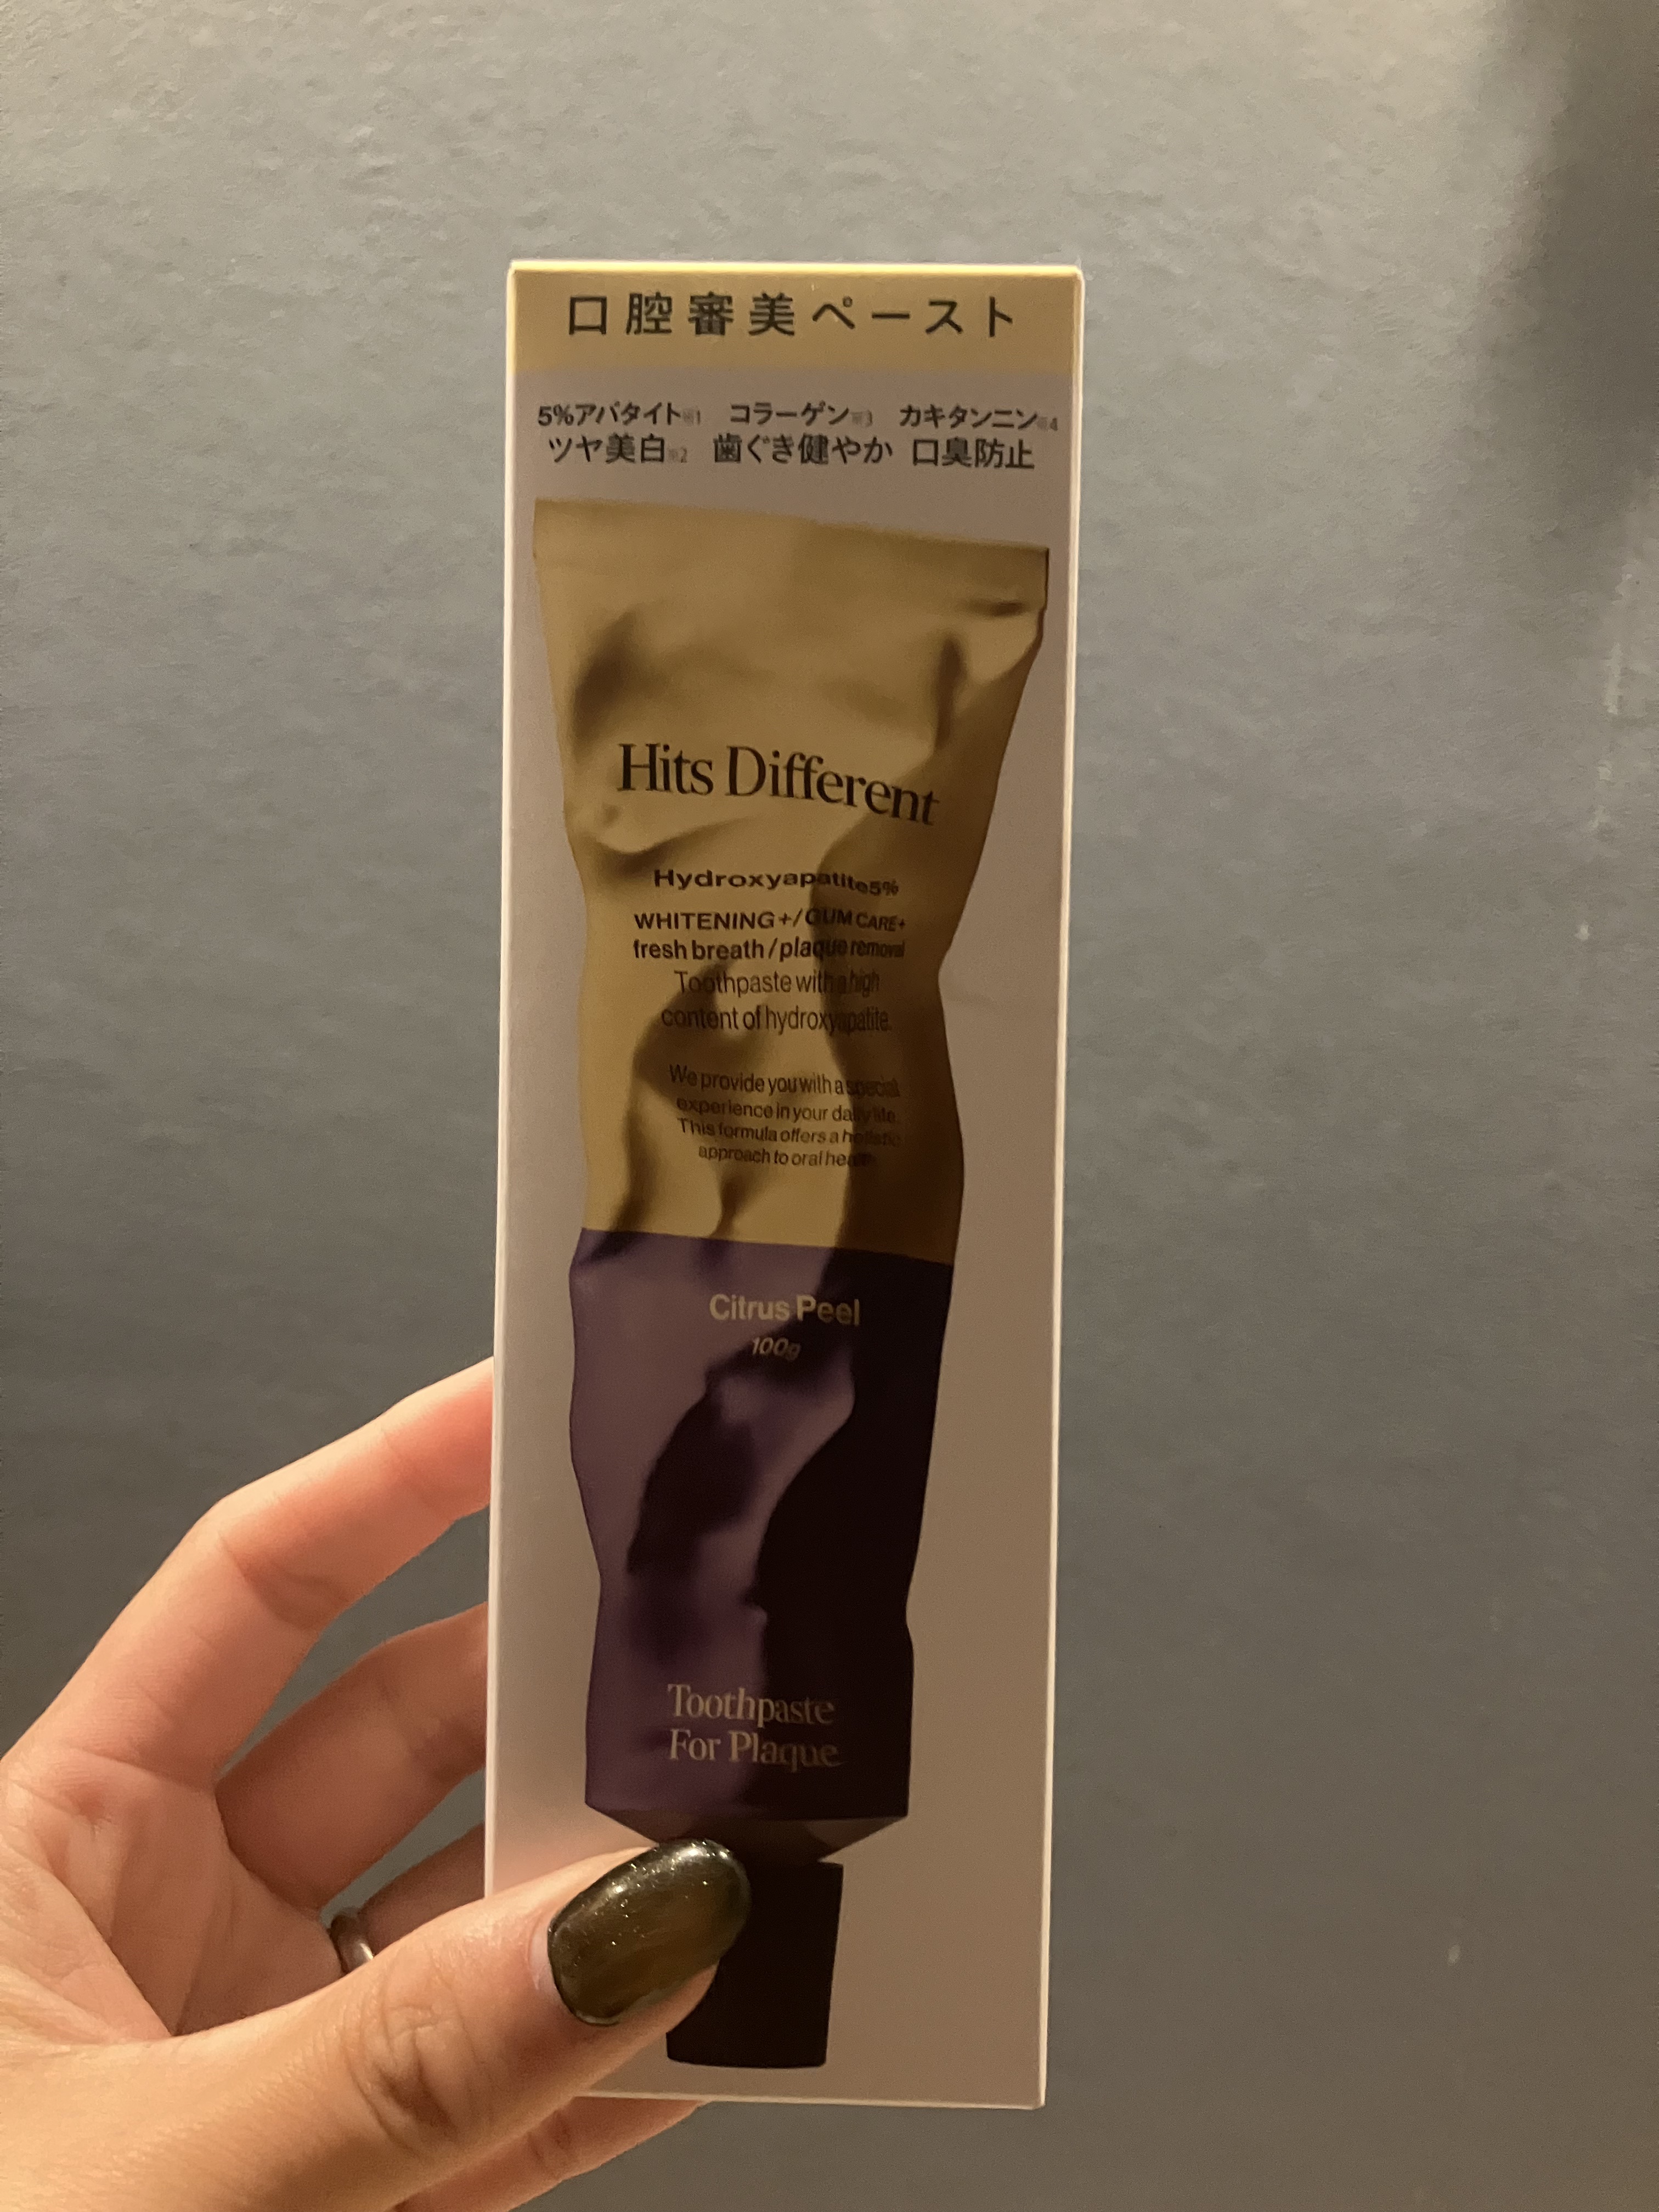 口腔審美ペースト
5%アパタイト※1 コラーゲン※3 カキタンニン※4
ツヤ美白※2 歯ぐき健やか 口臭防止
Hits Different
Hydroxyapatite5%
WHITENING+/GUM CARE+
fresh breath/plaque removal
Toothpaste with a high
content of hydroxyapatite.
We provide you with a special
experience in your daily life.
This formula offers a holistic
approach to oral health.
Citrus Peel
100g
Toothpaste
For Plaque